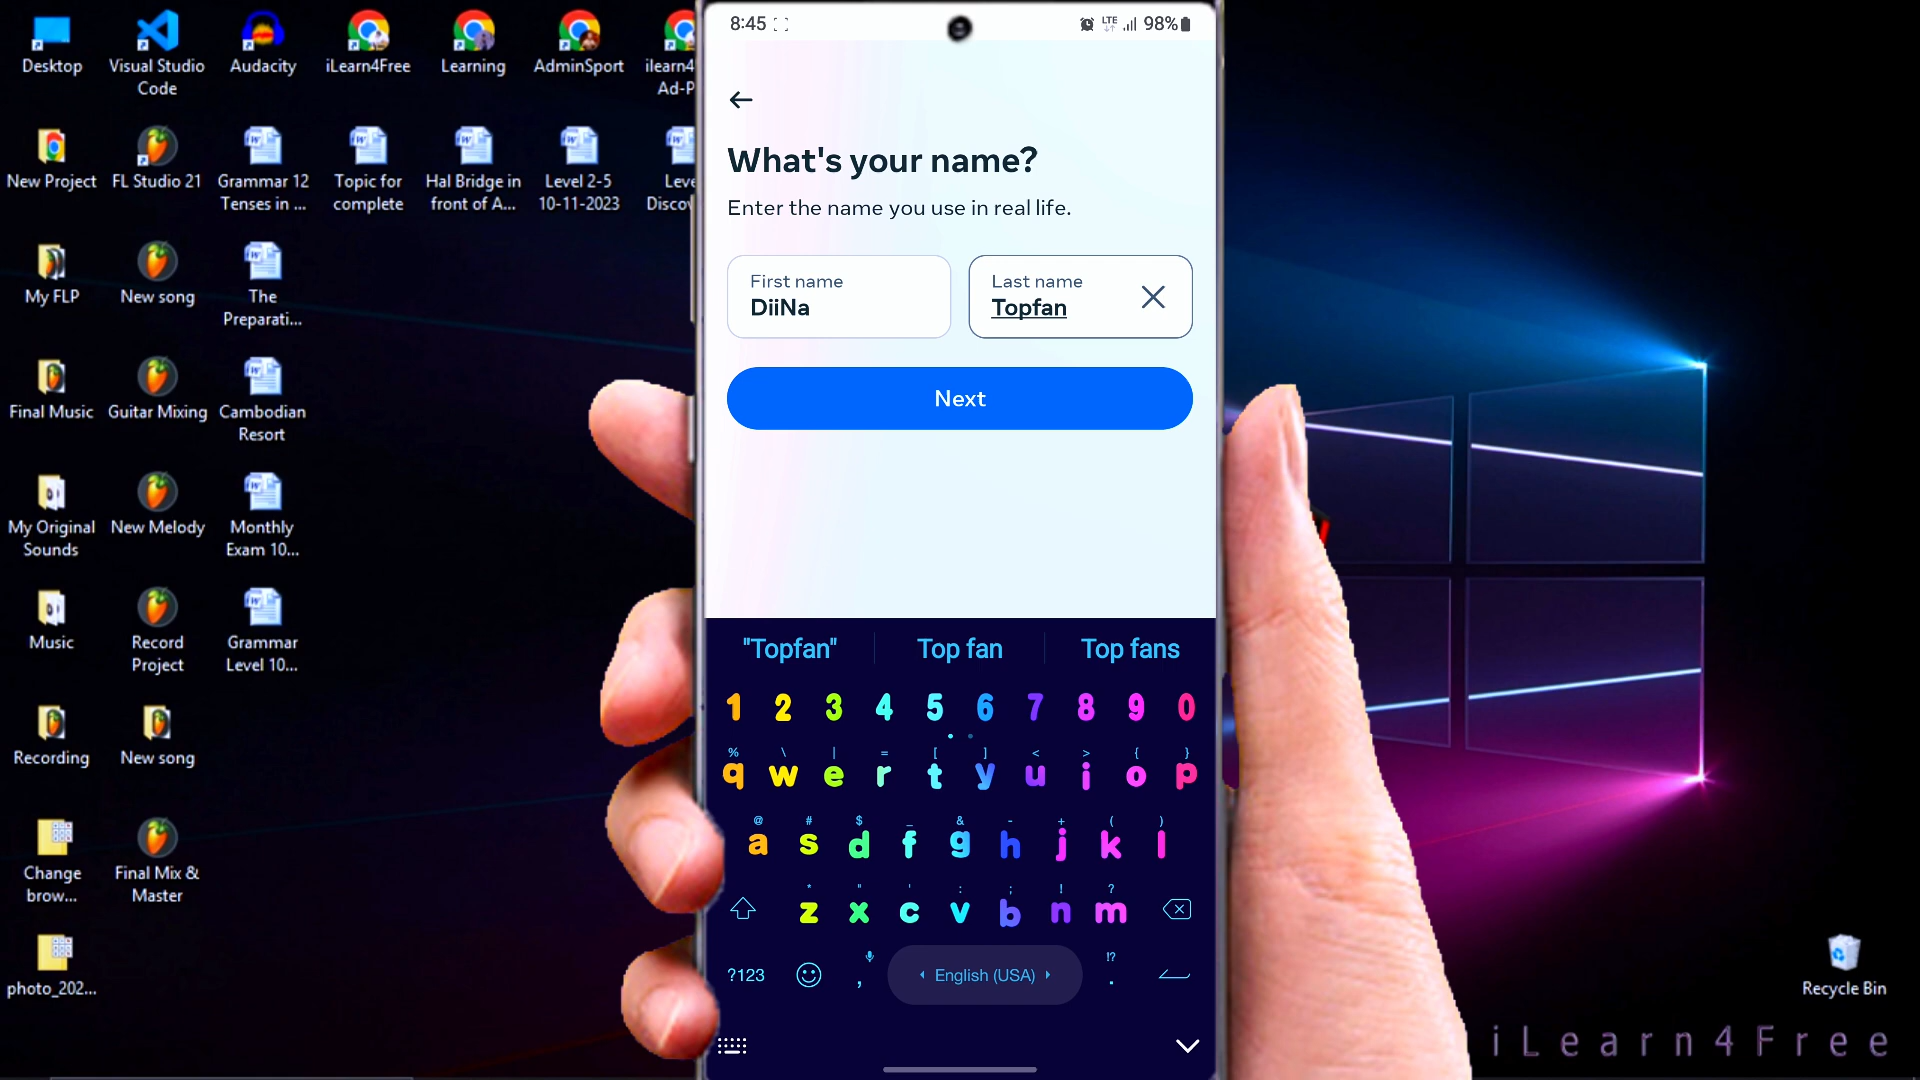 Desktop
Visual Studio
Code
Audacity
iLearn4Free
Learning
AdminSport
ilearn4
Ad-P
New Project
FL Studio 21
Grammar 12
Tenses in ...
Topic for
complete
Hal Bridge in
front of A...
Level 2-5
10-11-2023
Leve
Discov
My FLP
New song
The
Preparati...
Final Music
Guitar Mixing
Cambodian
Resort
My Original
Sounds
New Melody
Monthly
Exam 10...
Music
Record
Project
Grammar
Level 10...
Recording
New song
Change
brow...
Final Mix &
Master
photo_202...
8:45
LTE
98%
What's your name?
Enter the name you use in real life.
First name
DiiNa
Last name
Topfan
Next
"Topfan"
Top fan
Top fans
1 2 3 4 5 6 7 8 9 0
% \ | = [ ] < > { }
q w e r t y u i o p
@ # $ _ & - + ( )
a s d f g h j k l
* " ' : ; ! ?
z x c v b n m
!?
?123 , English (USA) .
Recycle Bin
iLearn4Free